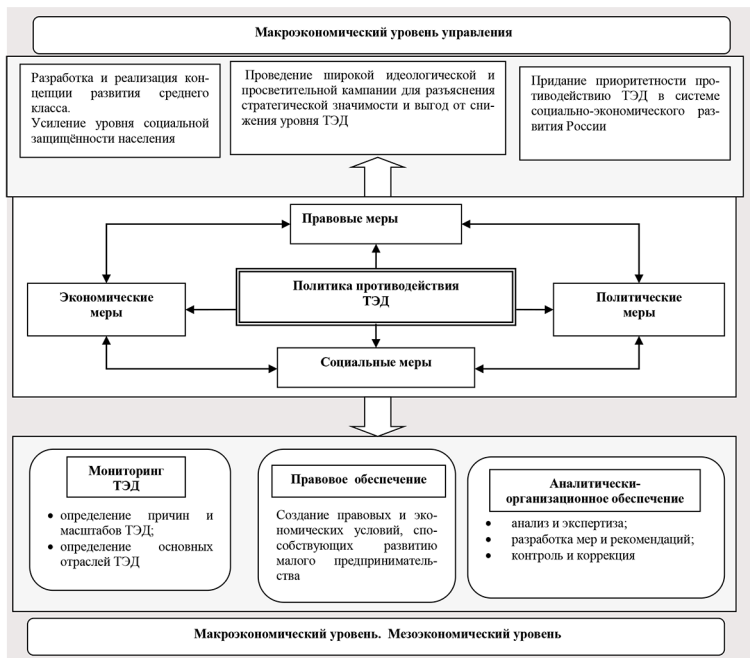 Макроэкономический уровень управления
Разработка и реализация кон-
цепции развития среднего
класса.
Усиление уровня социальной
защищённости населения
Проведение широкой идеологической и
просветительной кампании для разъяснения
стратегической значимости и выгод от сни-
жения уровня ТЭД
Придание приоритетности про-
тиводействию ТЭД в системе
социально-экономического раз-
вития России
Правовые меры
Экономические
меры
Политика противодействия
ТЭД
Политические
меры
Социальные меры
Мониторинг
ТЭД
• определение причин и
масштабов ТЭД;
• определение основных
отраслей ТЭД
Правовое обеспечение
Создание правовых и эко-
номических условий, спо-
собствующих развитию
малого предпринимательс-
тва
Аналитически-
организационное обеспечение
• анализ и экспертиза;
• разработка мер и рекомендаций;
• контроль и коррекция
Макроэкономический уровень. Мезоэкономический уровень